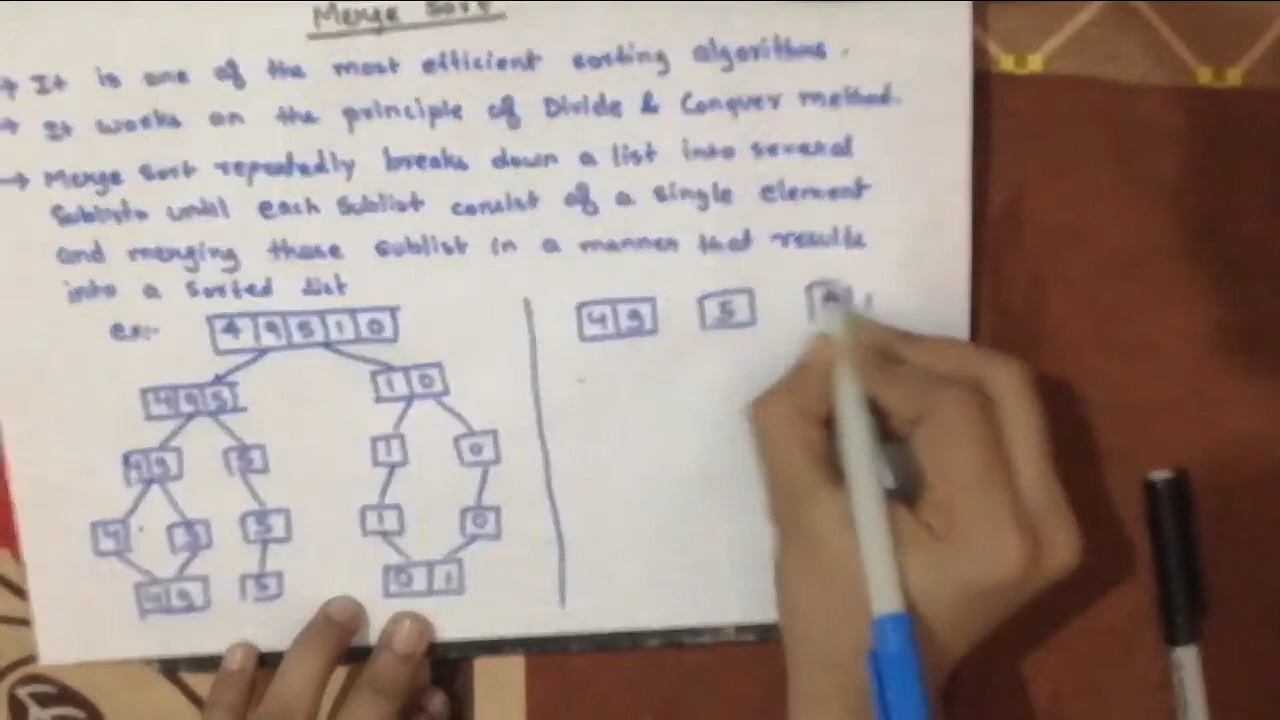 Merge Sort
→ It is one of the most efficient sorting algorithms.
→ It works on the principle of Divide & Conquer method.
→ Merge Sort repeatedly breaks down a list into several
Sublists until each sublist consist of a single element
and merging those sublist in a manner that results
into a sorted list
ex:- 4 9 5 1 0
4 9 5 1 0
4 9 5 1 0
4 9 5 1 0
4 9 5 0 1
4 9 5